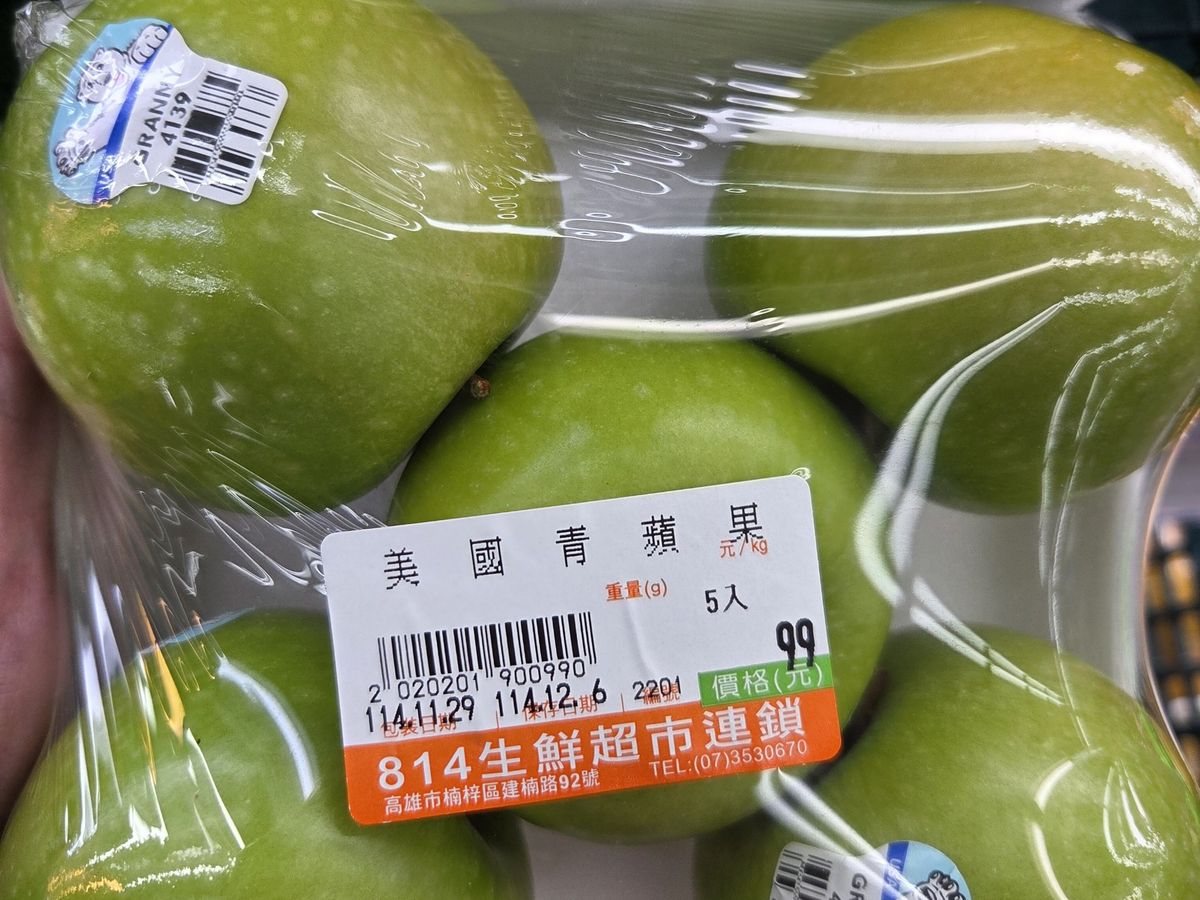 GRANNY
4139
美國青蘋果
元/kg
重量(g)
5入
99
價格(元)
2 020201 900990
114.11.29 114.12. 6 2201
包裝日期 保存日期 編號
814生鮮超市連鎖
高雄市楠梓區建楠路92號 TEL:(07)3530670
USA
GR
4